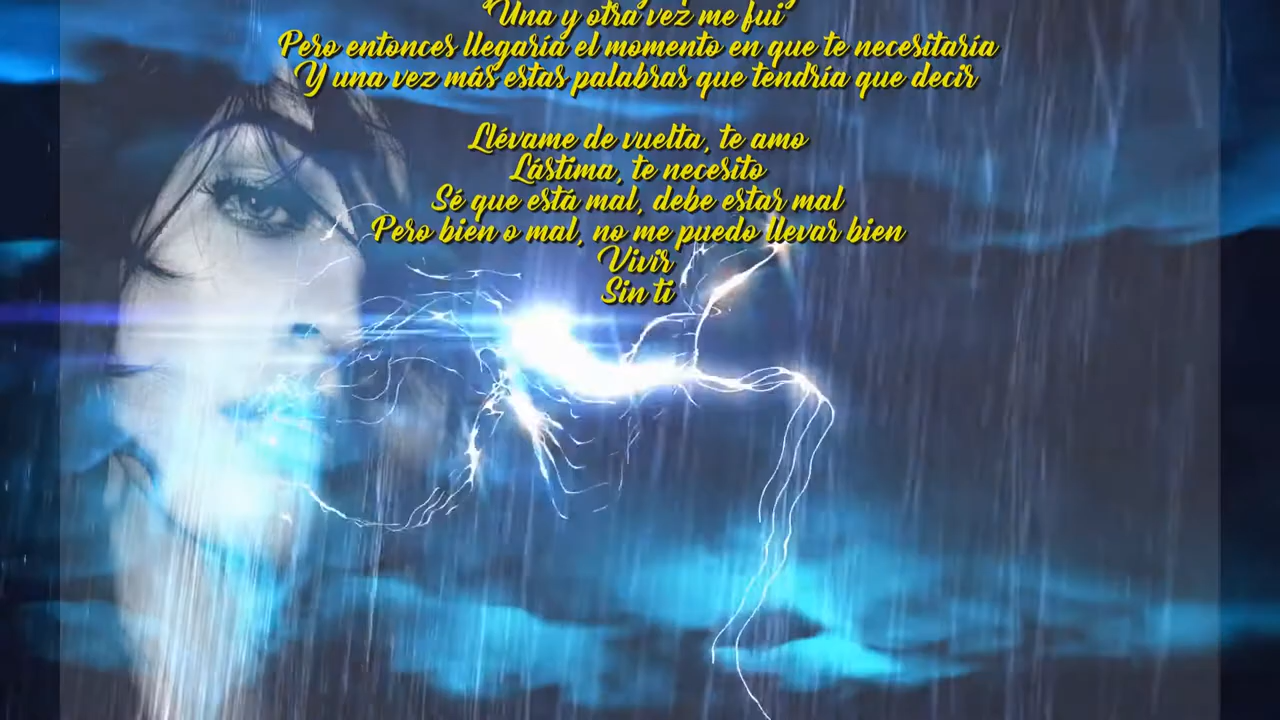 Una y otra vez me fui
Pero entonces llegaría el momento en que te necesitaría
Y una vez más estas palabras que tendría que decir
Llévame de vuelta, te amo
Lástima, te necesito
Sé que está mal, debe estar mal
Pero bien o mal, no me puedo llevar bien
Vivir
Sin ti